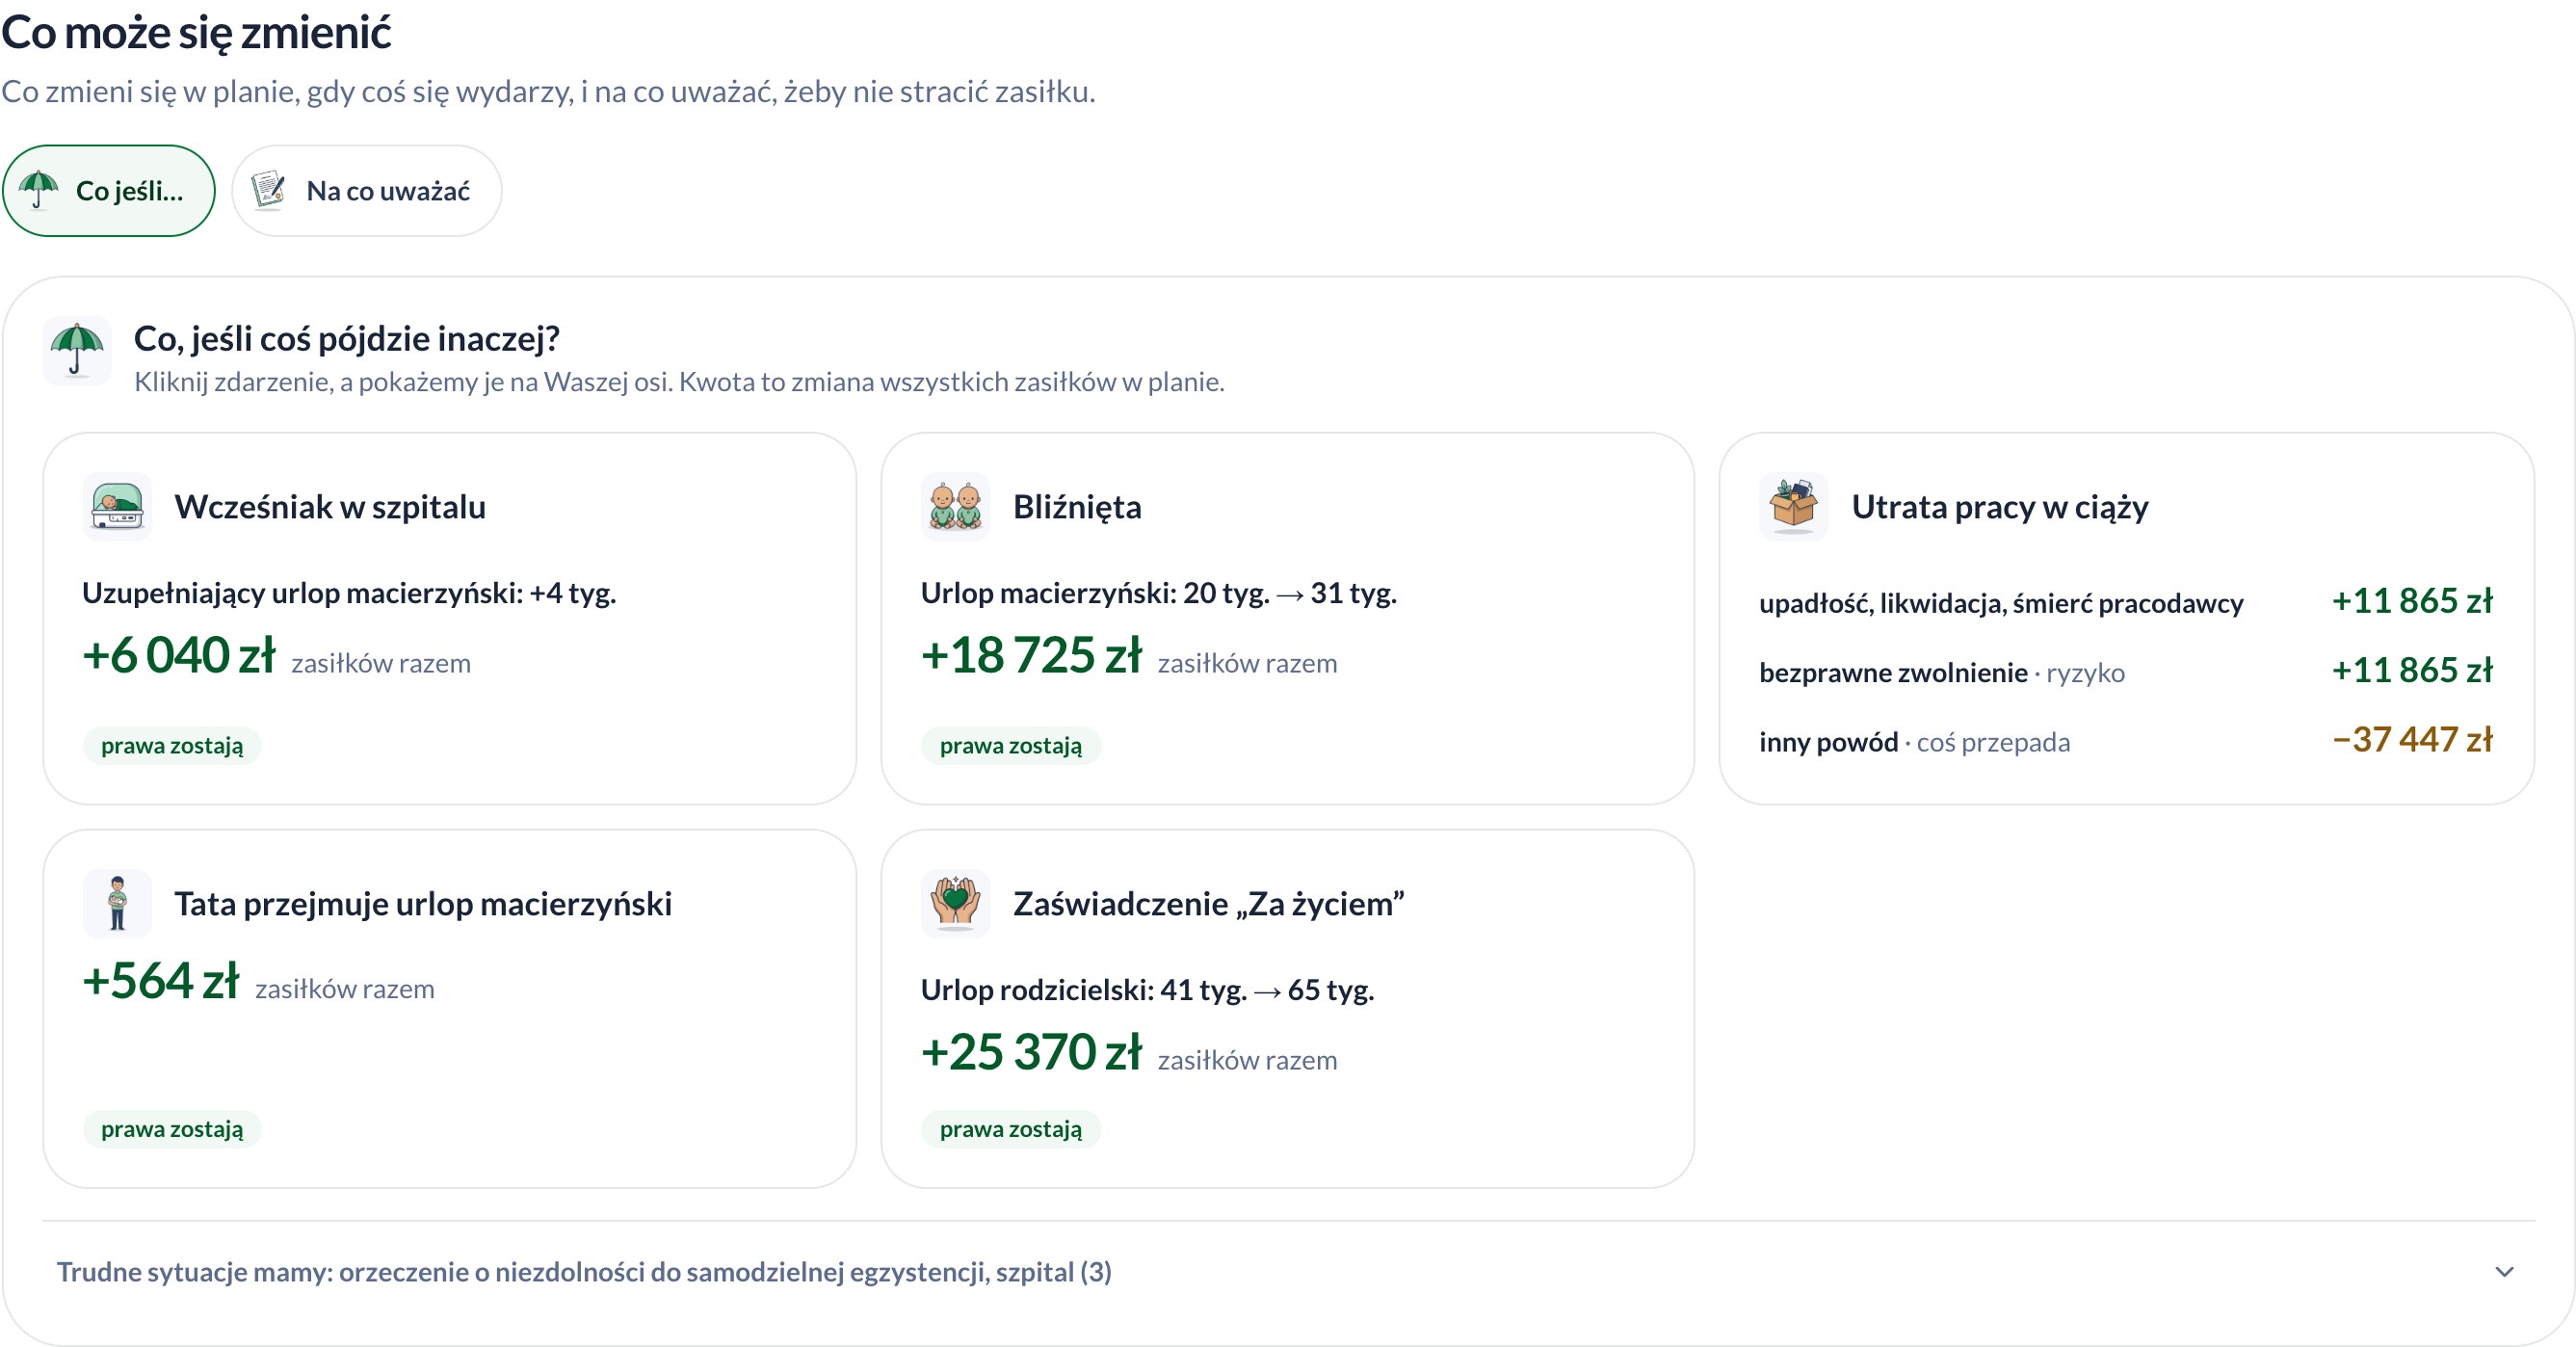 Co może się zmienić
Co zmieni się w planie, gdy coś się wydarzy, i na co uważać, żeby nie stracić zasiłku.
Co jeśli...
Na co uważać
Co, jeśli coś pójdzie inaczej?
Kliknij zdarzenie, a pokażemy je na Waszej osi. Kwota to zmiana wszystkich zasiłków w planie.
Wcześniak w szpitalu
Uzupełniający urlop macierzyński: +4 tyg.
+6 040 zł zasiłków razem
prawa zostają
Bliźnięta
Urlop macierzyński: 20 tyg. → 31 tyg.
+18 725 zł zasiłków razem
prawa zostają
Utrata pracy w ciąży
upadłość, likwidacja, śmierć pracodawcy +11 865 zł
bezprawne zwolnienie · ryzyko +11 865 zł
inny powód · coś przepada −37 447 zł
Tata przejmuje urlop macierzyński
+564 zł zasiłków razem
prawa zostają
Zaświadczenie „Za życiem”
Urlop rodzicielski: 41 tyg. → 65 tyg.
+25 370 zł zasiłków razem
prawa zostają
Trudne sytuacje mamy: orzeczenie o niezdolności do samodzielnej egzystencji, szpital (3)